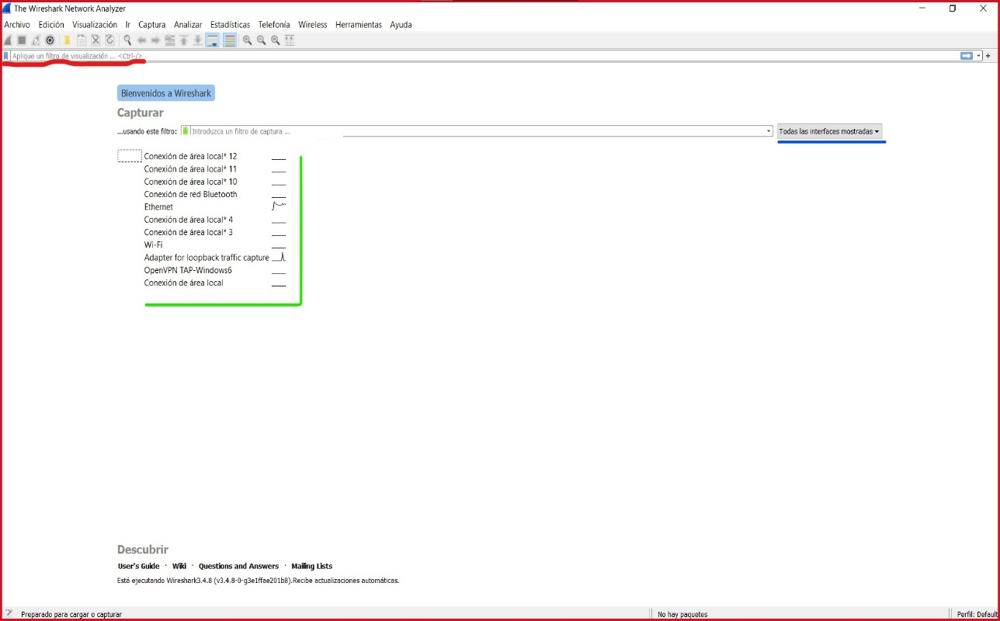 The Wireshark Network Analyzer
Archivo Edición Visualización Ir Captura Analizar Estadísticas Telefonía Wireless Herramientas Ayuda
Aplique un filtro de visualización ... <Ctrl-/>
+
Bienvenidos a Wireshark
Capturar
...usando este filtro: Introduzca un filtro de captura ... Todas las interfaces mostradas
Conexión de área local* 12
Conexión de área local* 11
Conexión de área local* 10
Conexión de red Bluetooth
Ethernet
Conexión de área local* 4
Conexión de área local* 3
Wi-Fi
Adapter for loopback traffic capture
OpenVPN TAP-Windows6
Conexión de área local
Descubrir
User's Guide · Wiki · Questions and Answers · Mailing Lists
Está ejecutando Wireshark3.4.8 (v3.4.8-0-g3e1ffae201b8).Recibe actualizaciones automáticas.
Preparado para cargar o capturar No hay paquetes Perfil: Default